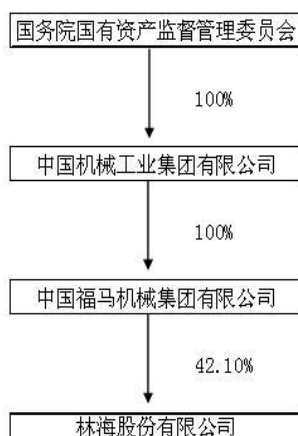 国务院国有资产监督管理委员会
100%
中国机械工业集团有限公司
100%
中国福马机械集团有限公司
42.10%
林海股份有限公司